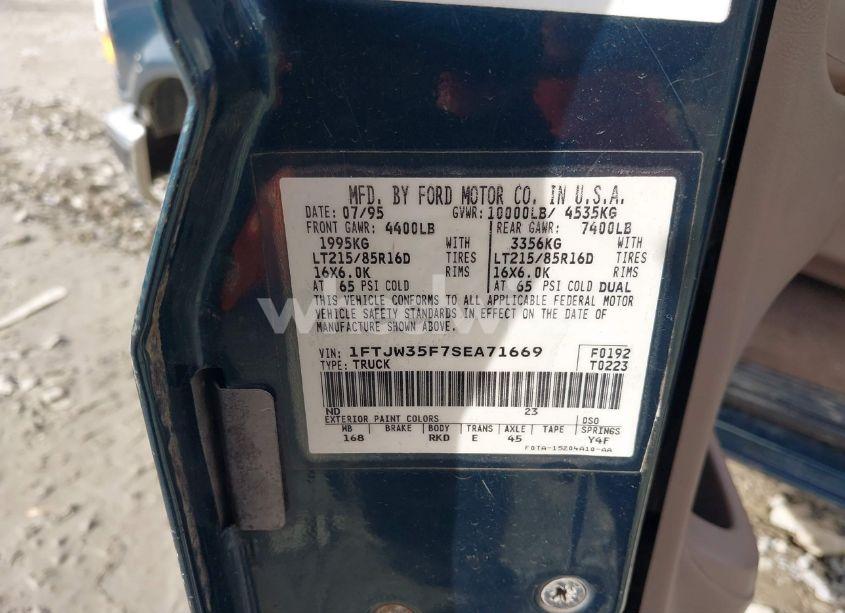 MFD. BY FORD MOTOR CO. IN U.S.A.
DATE: 07/95 GVWR: 10000LB/ 4535KG
FRONT GAWR: 4400LB REAR GAWR: 7400LB
1995KG WITH 3356KG WITH
LT215/85R16D TIRES LT215/85R16D TIRES
16X6.0K RIMS 16X6.0K RIMS
AT 65 PSI COLD AT 65 PSI COLD DUAL
THIS VEHICLE CONFORMS TO ALL APPLICABLE FEDERAL MOTOR
VEHICLE SAFETY STANDARDS IN EFFECT ON THE DATE OF
MANUFACTURE SHOWN ABOVE.
VIN: 1FTJW35F7SEA71669 F0192
TYPE: TRUCK T0223
ND 23
EXTERIOR PAINT COLORS DSO
WB BRAKE BODY TRANS AXLE TAPE SPRINGS
168 RKD E 45 Y4F
F0TA-15204A10-AA